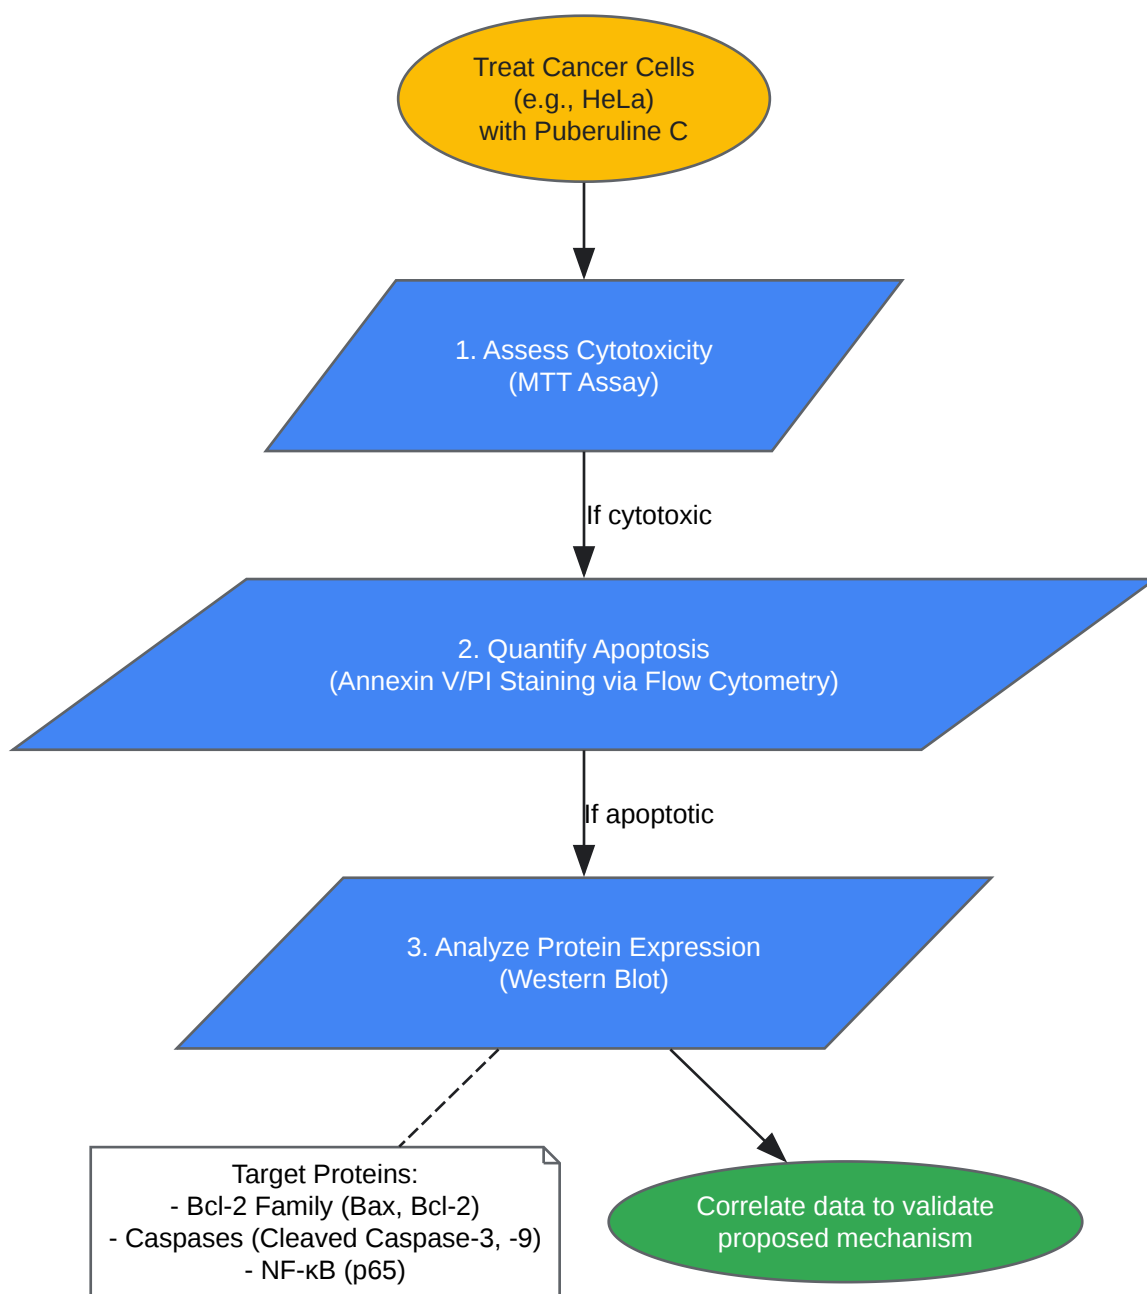 Treat Cancer Cells
(e.g., HeLa)
with Puberuline C
1. Assess Cytotoxicity
(MTT Assay)
If cytotoxic
2. Quantify Apoptosis
(Annexin V/PI Staining via Flow Cytometry)
If apoptotic
3. Analyze Protein Expression
(Western Blot)
Target Proteins:
- Bcl-2 Family (Bax, Bcl-2)
- Caspases (Cleaved Caspase-3, -9)
- NF-κB (p65)
Correlate data to validate
proposed mechanism